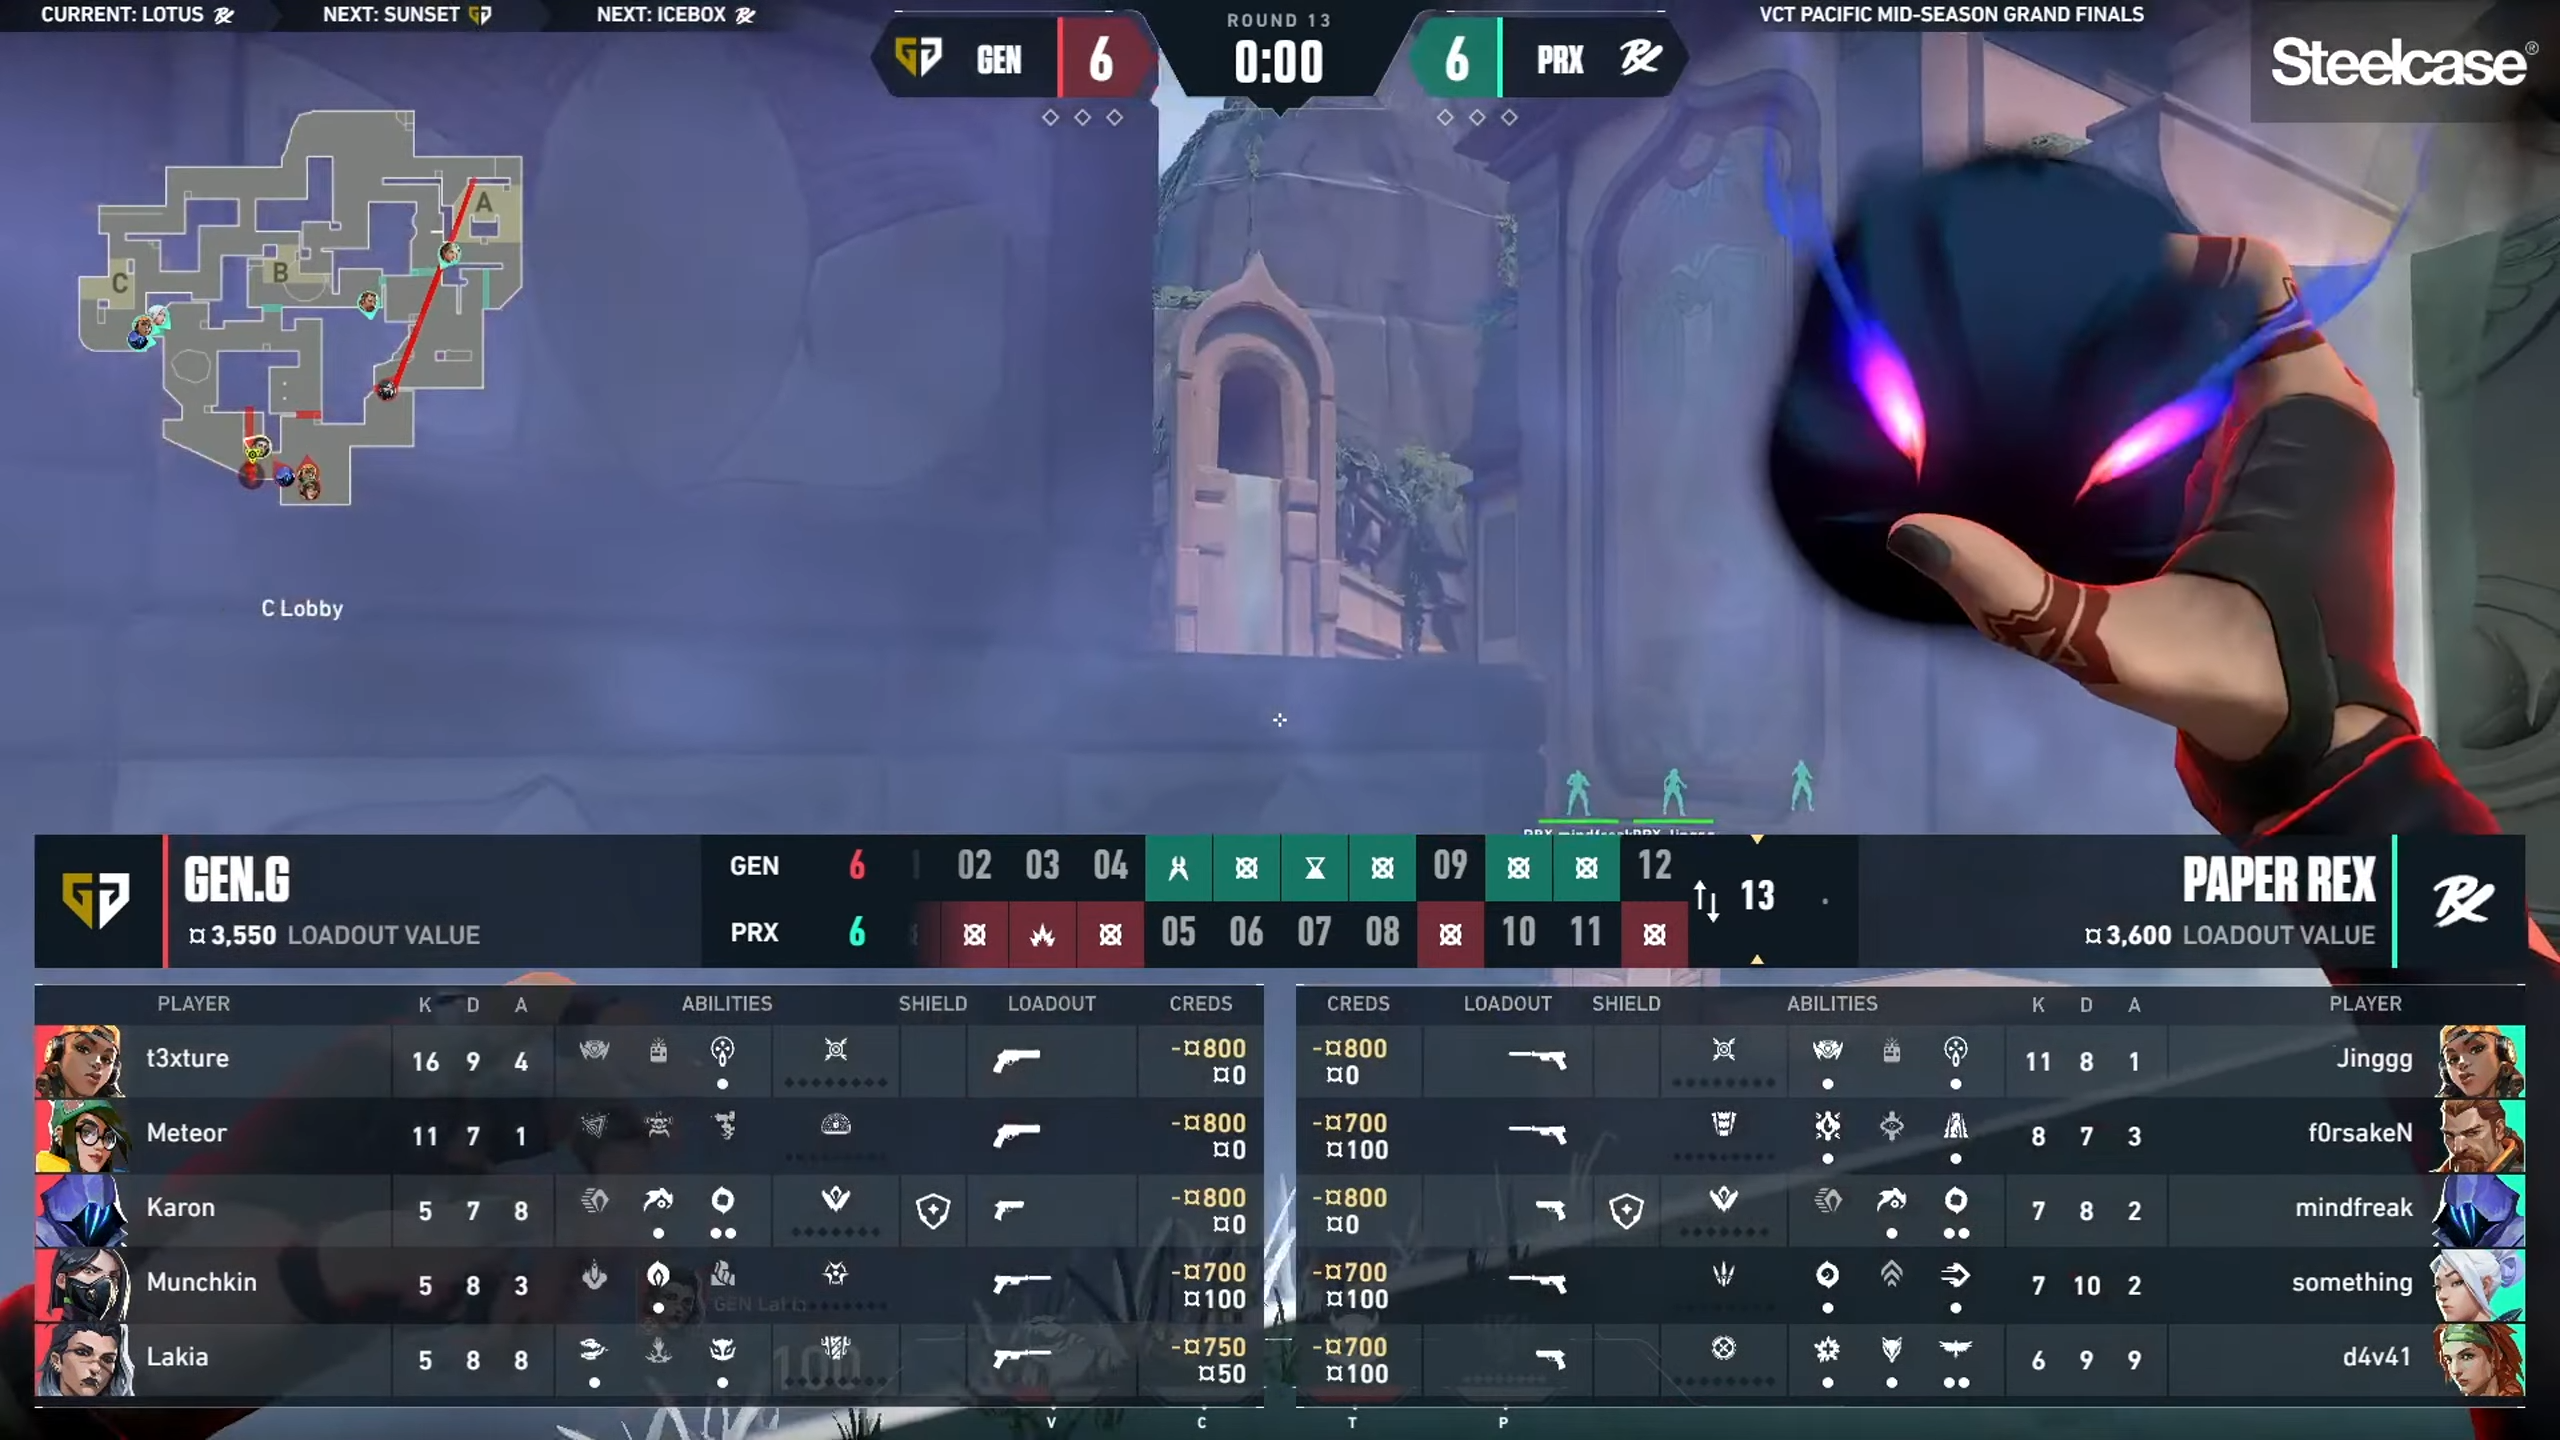 CURRENT: LOTUS
NEXT: SUNSET
NEXT: ICEBOX
GEN 6
ROUND 13
0:00
6 PRX
VCT PACIFIC MID-SEASON GRAND FINALS
Steelcase®
A
B
C
C Lobby
GEN.G
¤ 3,550 LOADOUT VALUE
GEN 6 02 03 04 09 12
PRX 6 05 06 07 08 10 11
13
PAPER REX
¤ 3,600 LOADOUT VALUE
PLAYER K D A ABILITIES SHIELD LOADOUT CREDS
t3xture 16 9 4 -¤800 ¤0
Meteor 11 7 1 -¤800 ¤0
Karon 5 7 8 -¤800 ¤0
Munchkin 5 8 3 -¤700 ¤100
Lakia 5 8 8 -¤750 ¤50
CREDS LOADOUT SHIELD ABILITIES K D A PLAYER
-¤800 ¤0 11 8 1 Jinggg
-¤700 ¤100 8 7 3 f0rsakeN
-¤800 ¤0 7 8 2 mindfreak
-¤700 ¤100 7 10 2 something
-¤700 ¤100 6 9 9 d4v41
GEN Lakia
100
V C T P